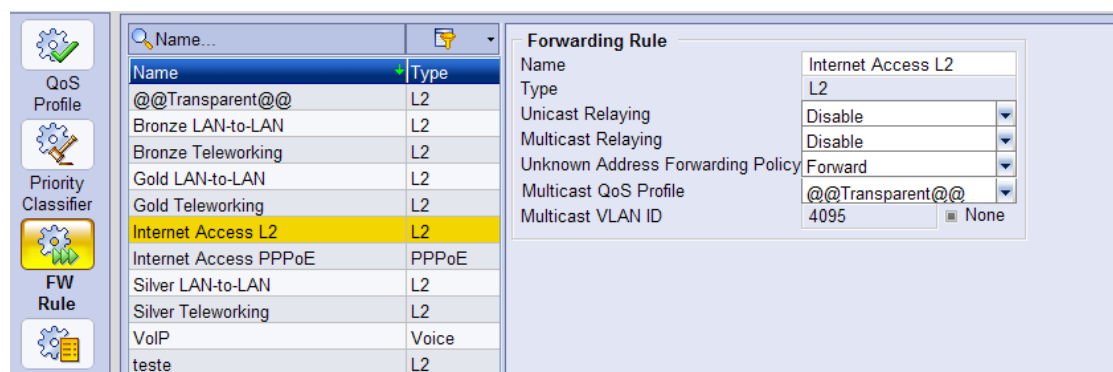 QoS
Profile
Priority
Classifier
FW
Rule
Name...
Name Type
@@Transparent@@ L2
Bronze LAN-to-LAN L2
Bronze Teleworking L2
Gold LAN-to-LAN L2
Gold Teleworking L2
Internet Access L2 L2
Internet Access PPPoE PPPoE
Silver LAN-to-LAN L2
Silver Teleworking L2
VoIP Voice
teste L2
Forwarding Rule
Name Internet Access L2
Type L2
Unicast Relaying Disable
Multicast Relaying Disable
Unknown Address Forwarding Policy Forward
Multicast QoS Profile @@Transparent@@
Multicast VLAN ID 4095 None